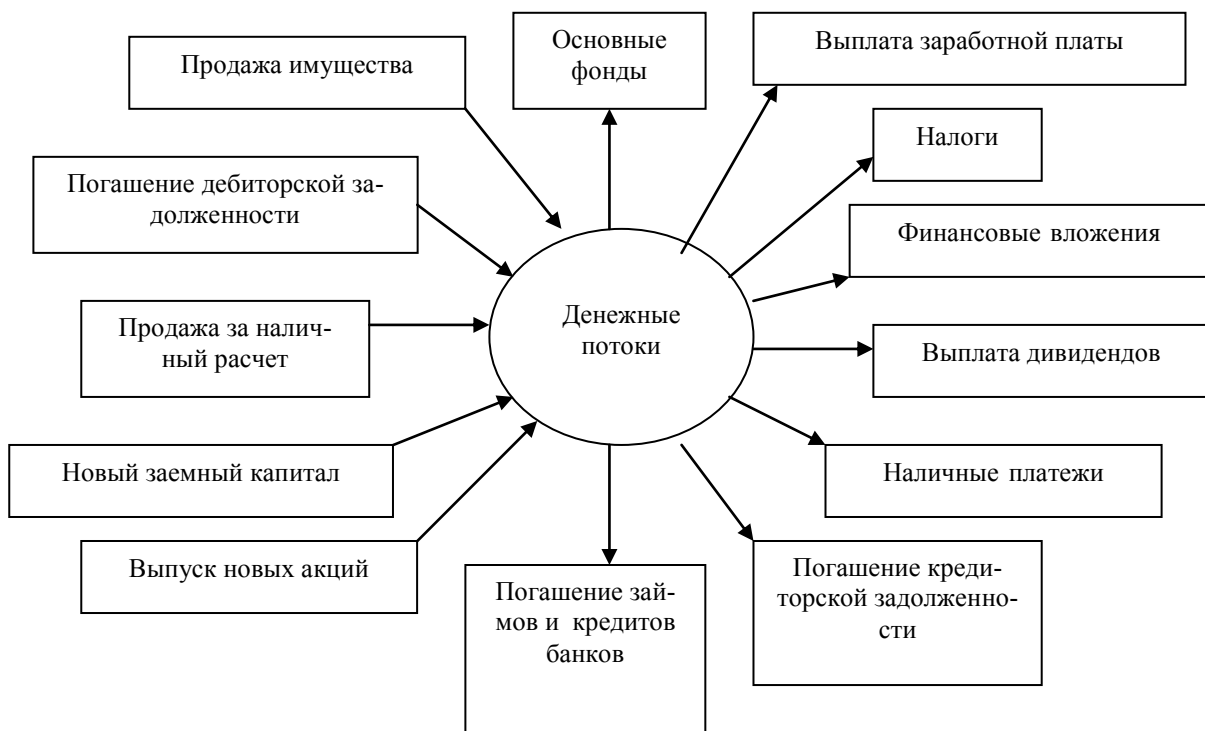 Основные
фонды
Выплата заработной платы
Продажа имущества
Налоги
Погашение дебиторской за-
долженности
Финансовые вложения
Продажа за налич-
ный расчет
Денежные
потоки
Выплата дивидендов
Новый заемный капитал
Наличные платежи
Выпуск новых акций
Погашение зай-
мов и кредитов
банков
Погашение креди-
торской задолженно-
сти